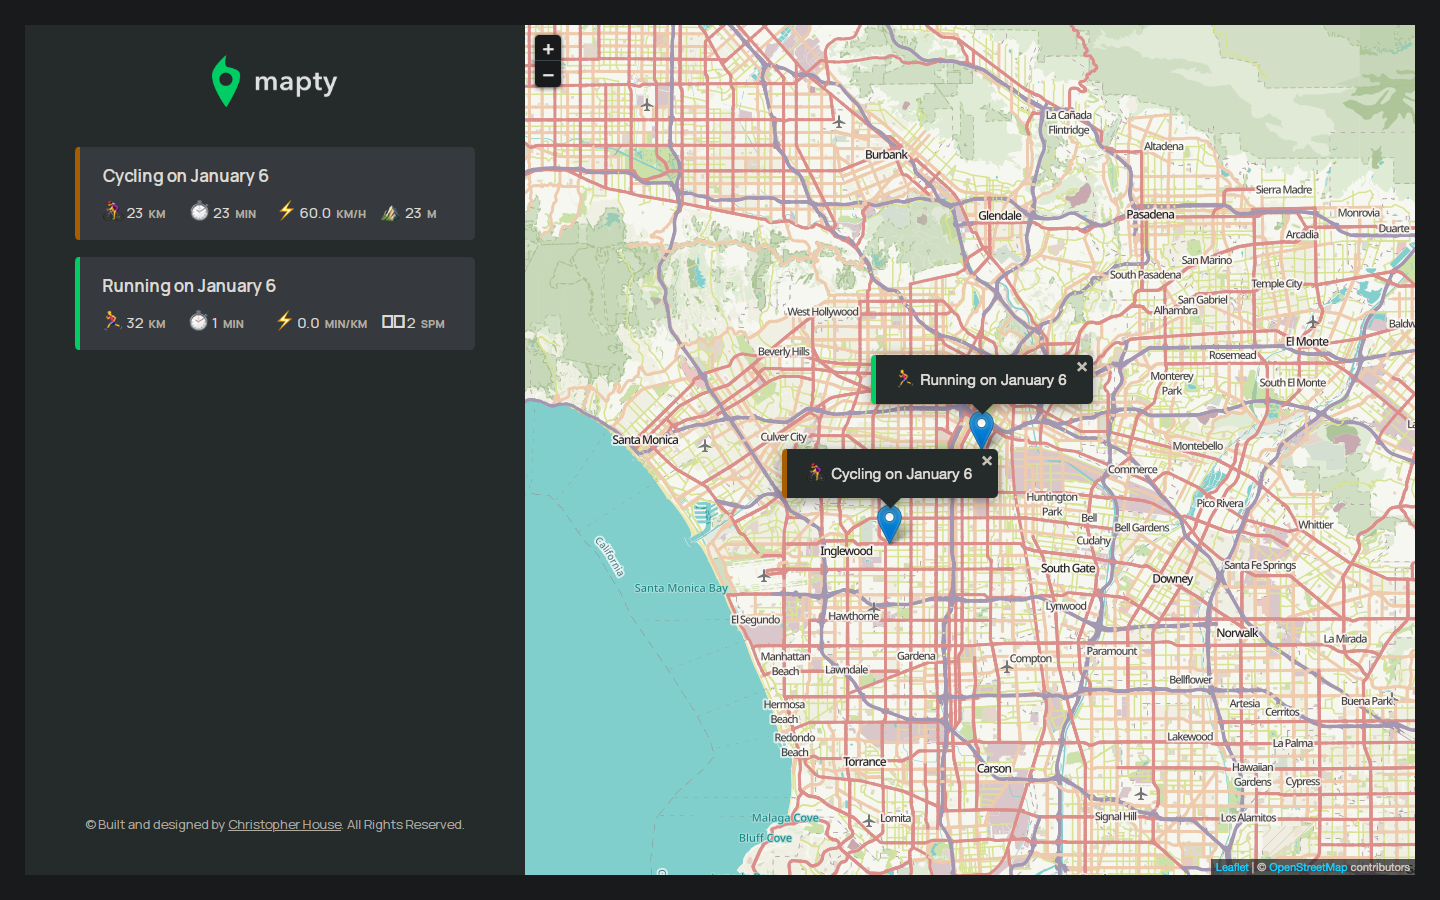 mapty
Cycling on January 6
23 KM 23 MIN 60.0 KM/H 23 M
Running on January 6
32 KM 1 MIN 0.0 MIN/KM 2 SPM
© Built and designed by Christopher House. All Rights Reserved.
+
−
La Cañada
Flintridge
Altadena
Burbank
Sierra Madre
Glendale
Pasadena
Monrovia
Arcadia
Duarte
San Marino
South Pasadena
Temple City
San Gabriel
Alhambra
West Hollywood
Baldw
El Monte
Beverly Hills
Rosemead
Monterey
Park
South El Monte
Running on January 6 ×
Santa Monica
Culver City
Montebello
Commerce
Cycling on January 6 ×
Huntington
Park
Pico Rivera
Bell
Bell Gardens
Whittier
Cudahy
California
Inglewood
South Gate
Santa Fe Springs
Downey
Santa Monica Bay
Lynwood
El Segundo
Hawthorne
Norwalk
La Mirada
Manhattan
Beach
Lawndale
Gardena
Compton
Paramount
Bellflower
Hermosa
Beach
Artesia
Cerritos
Buena Park
Redondo
Beach
Lakewood
La Palma
Torrance
Carson
Hawaiian
Gardens
Cypress
Malaga Cove
Lomita
Signal Hill
Los Alamitos
Bluff Cove
Leaflet | © OpenStreetMap contributors